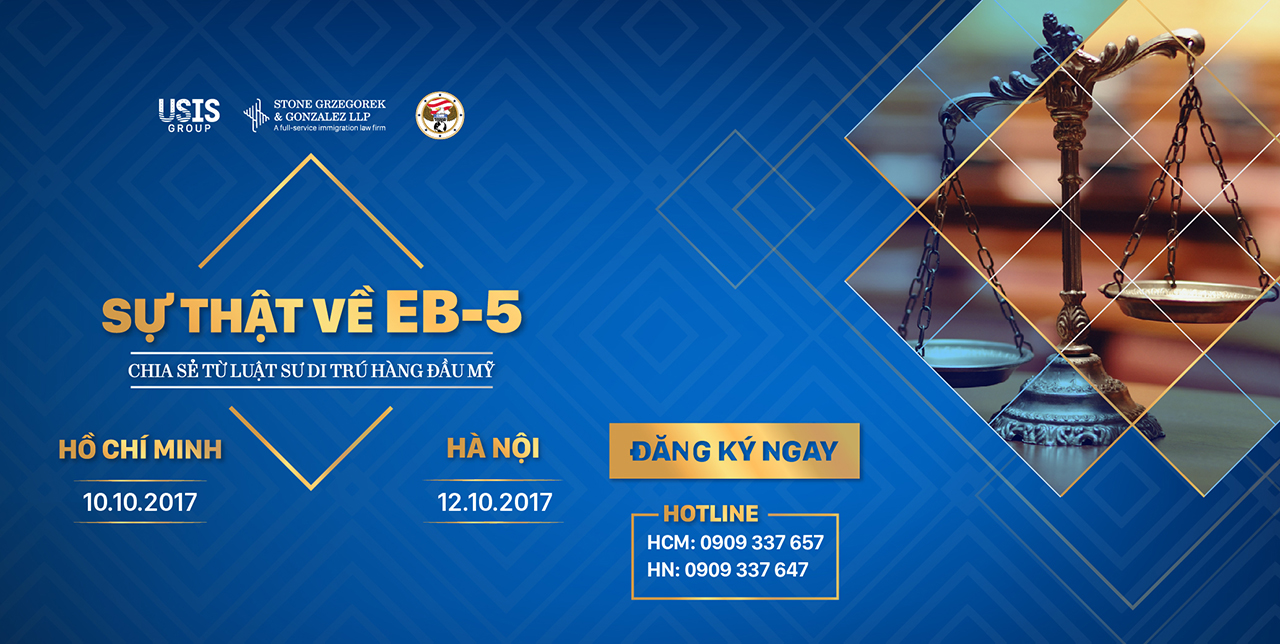 USIS
GROUP
STONE GRZEGOREK
& GONZALEZ LLP
A full-service immigration law firm
SỰ THẬT VỀ EB-5
CHIA SẺ TỪ LUẬT SƯ DI TRÚ HÀNG ĐẦU MỸ
HỒ CHÍ MINH
10.10.2017
HÀ NỘI
12.10.2017
ĐĂNG KÝ NGAY
HOTLINE
HCM: 0909 337 657
HN: 0909 337 647